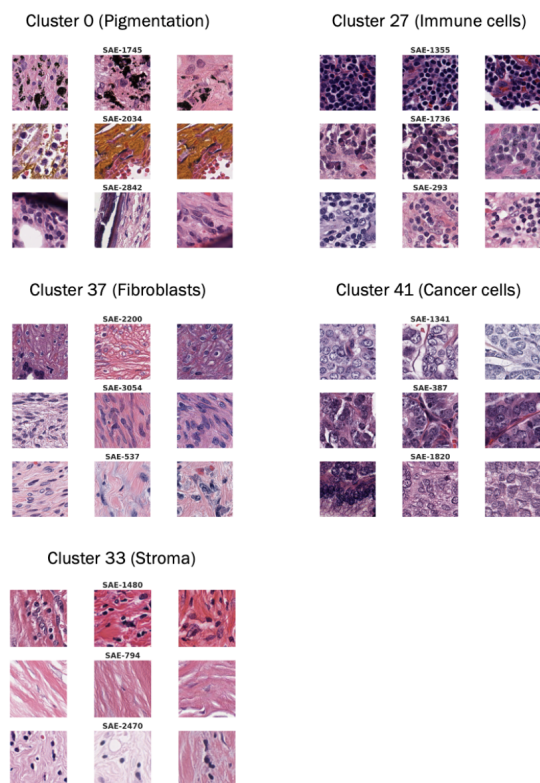 Cluster 0 (Pigmentation)
SAE-1745
SAE-2034
SAE-2842
Cluster 27 (Immune cells)
SAE-1355
SAE-1736
SAE-293
Cluster 37 (Fibroblasts)
SAE-2200
SAE-3054
SAE-537
Cluster 41 (Cancer cells)
SAE-1341
SAE-387
SAE-1820
Cluster 33 (Stroma)
SAE-1480
SAE-794
SAE-2470